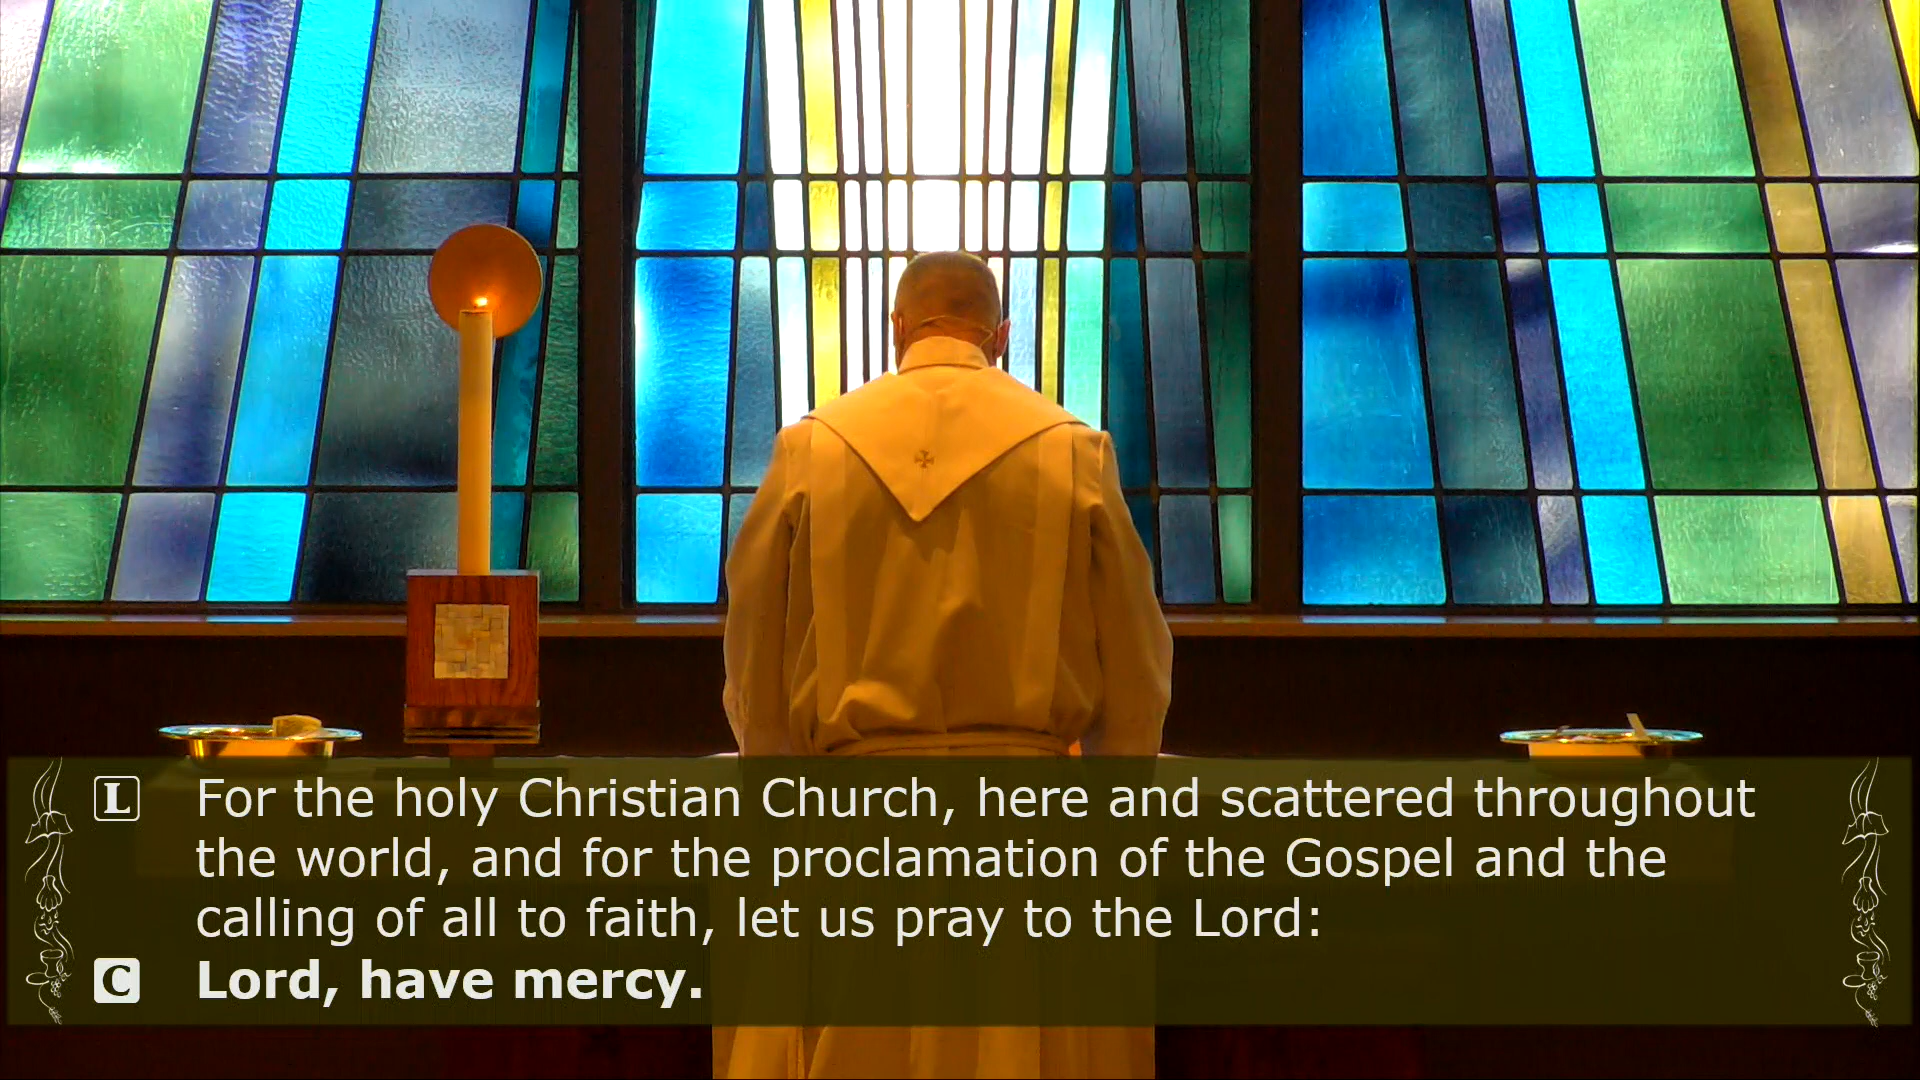 L For the holy Christian Church, here and scattered throughout
the world, and for the proclamation of the Gospel and the
calling of all to faith, let us pray to the Lord:
C Lord, have mercy.